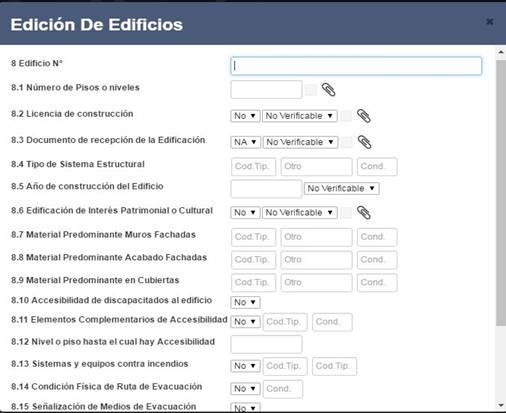 Edición De Edificios ×
8 Edificio N°
8.1 Número de Pisos o niveles
8.2 Licencia de construcción No No Verificable
8.3 Documento de recepción de la Edificación NA No Verificable
8.4 Tipo de Sistema Estructural Cod.Tip. Otro Cond.
8.5 Año de construcción del Edificio No Verificable
8.6 Edificación de Interés Patrimonial o Cultural No No Verificable
8.7 Material Predominante Muros Fachadas Cod.Tip. Otro Cond.
8.8 Material Predominante Acabado Fachadas Cod.Tip. Otro Cond.
8.9 Material Predominante en Cubiertas Cod.Tip. Otro Cond.
8.10 Accesibilidad de discapacitados al edificio No
8.11 Elementos Complementarios de Accesibilidad No Cod.Tip. Cond.
8.12 Nivel o piso hasta el cual hay Accesibilidad
8.13 Sistemas y equipos contra incendios No Cod.Tip. Cod.Tip.
8.14 Condición Física de Ruta de Evacuación No Cond.
8.15 Señalización de Medios de Evacuación No